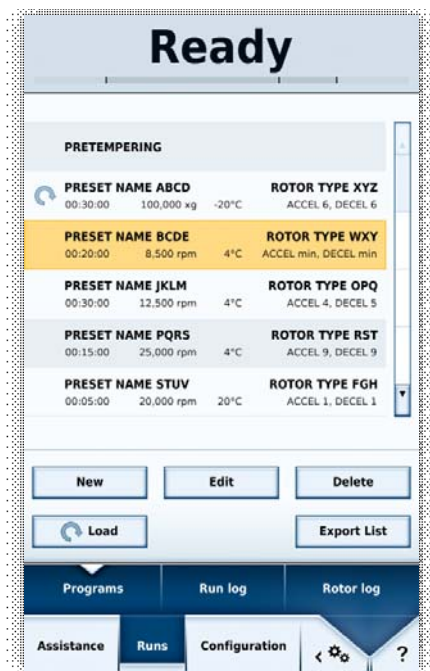 Ready
PRETEMPERING
PRESET NAME ABCD ROTOR TYPE XYZ
00:30:00 100,000 xg -20°C ACCEL 6, DECEL 6
PRESET NAME BCDE ROTOR TYPE WXY
00:20:00 8,500 rpm 4°C ACCEL min, DECEL min
PRESET NAME JKLM ROTOR TYPE OPQ
00:30:00 12,500 rpm 4°C ACCEL 4, DECEL 5
PRESET NAME PQRS ROTOR TYPE RST
00:15:00 25,000 rpm 4°C ACCEL 9, DECEL 9
PRESET NAME STUV ROTOR TYPE FGH
00:05:00 20,000 rpm 20°C ACCEL 1, DECEL 1
New Edit Delete
Load Export List
Programs Run log Rotor log
Assistance Runs Configuration < ?